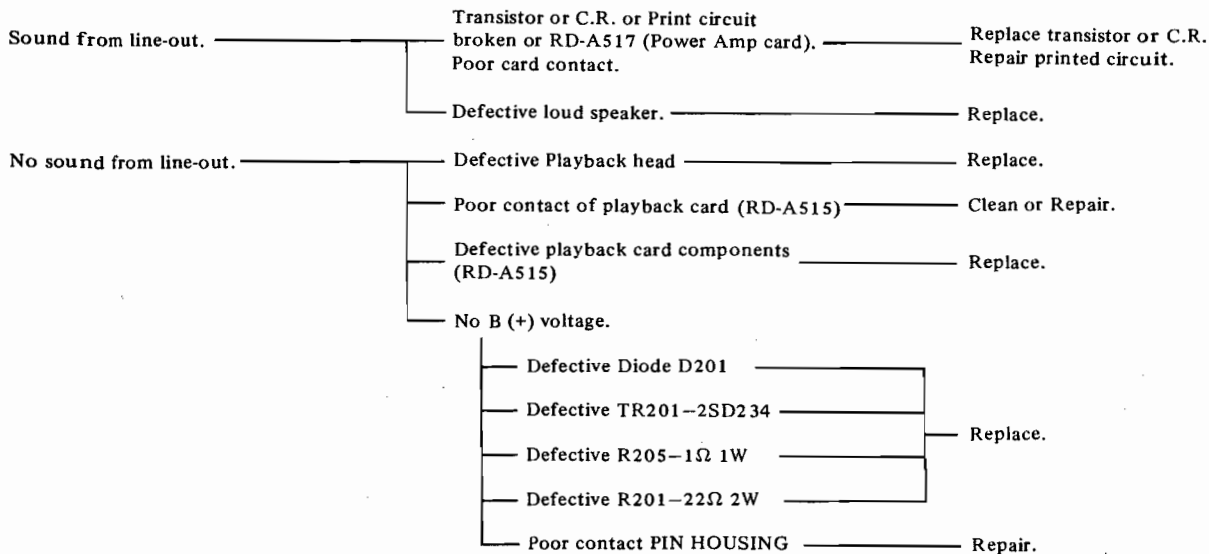 Sound from line-out.
Transistor or C.R. or Print circuit
broken or RD-A517 (Power Amp card).
Poor card contact.
Replace transistor or C.R.
Repair printed circuit.
Defective loud speaker.
Replace.
No sound from line-out.
Defective Playback head
Replace.
Poor contact of playback card (RD-A515)
Clean or Repair.
Defective playback card components
(RD-A515)
Replace.
No B (+) voltage.
Defective Diode D201
Defective TR201–2SD234
Defective R205–1Ω 1W
Defective R201–22Ω 2W
Replace.
Poor contact PIN HOUSING
Repair.